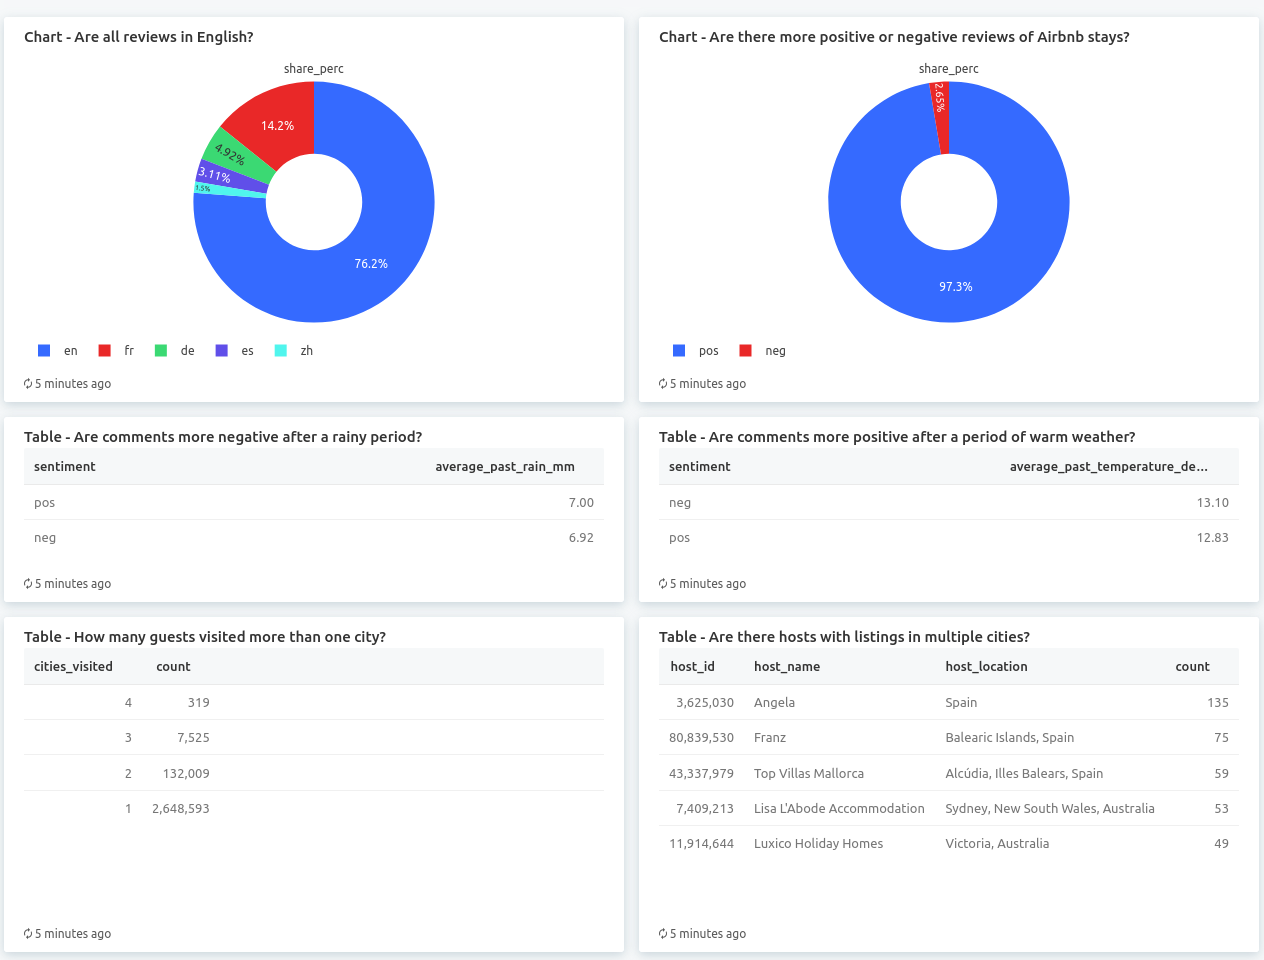 Chart - Are all reviews in English?
share_perc
14.2%
4.92%
3.11%
1.5%
76.2%
en fr de es zh
5 minutes ago
Chart - Are there more positive or negative reviews of Airbnb stays?
share_perc
2.65%
97.3%
pos neg
5 minutes ago
Table - Are comments more negative after a rainy period?
sentiment average_past_rain_mm
pos 7.00
neg 6.92
5 minutes ago
Table - Are comments more positive after a period of warm weather?
sentiment average_past_temperature_de...
neg 13.10
pos 12.83
5 minutes ago
Table - How many guests visited more than one city?
cities_visited count
4 319
3 7,525
2 132,009
1 2,648,593
5 minutes ago
Table - Are there hosts with listings in multiple cities?
host_id host_name host_location count
3,625,030 Angela Spain 135
80,839,530 Franz Balearic Islands, Spain 75
43,337,979 Top Villas Mallorca Alcúdia, Illes Balears, Spain 59
7,409,213 Lisa L'Abode Accommodation Sydney, New South Wales, Australia 53
11,914,644 Luxico Holiday Homes Victoria, Australia 49
5 minutes ago